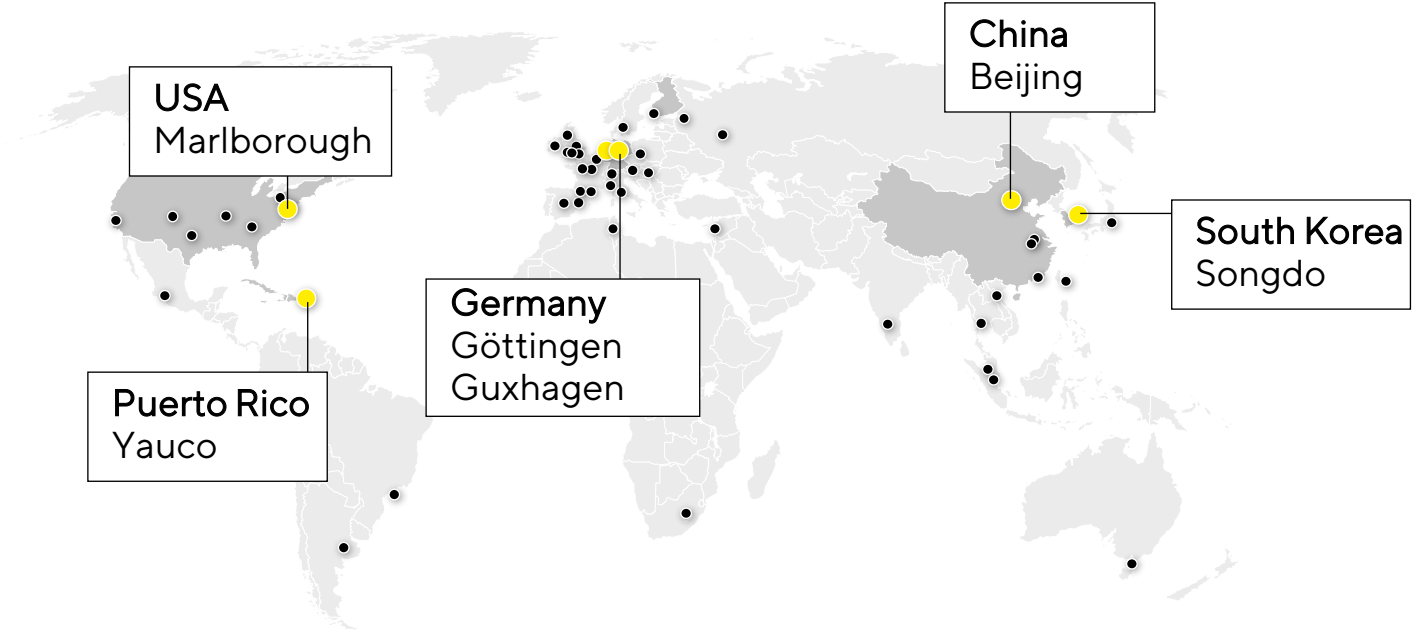 China
Beijing
USA
Marlborough
South Korea
Songdo
Germany
Göttingen
Guxhagen
Puerto Rico
Yauco